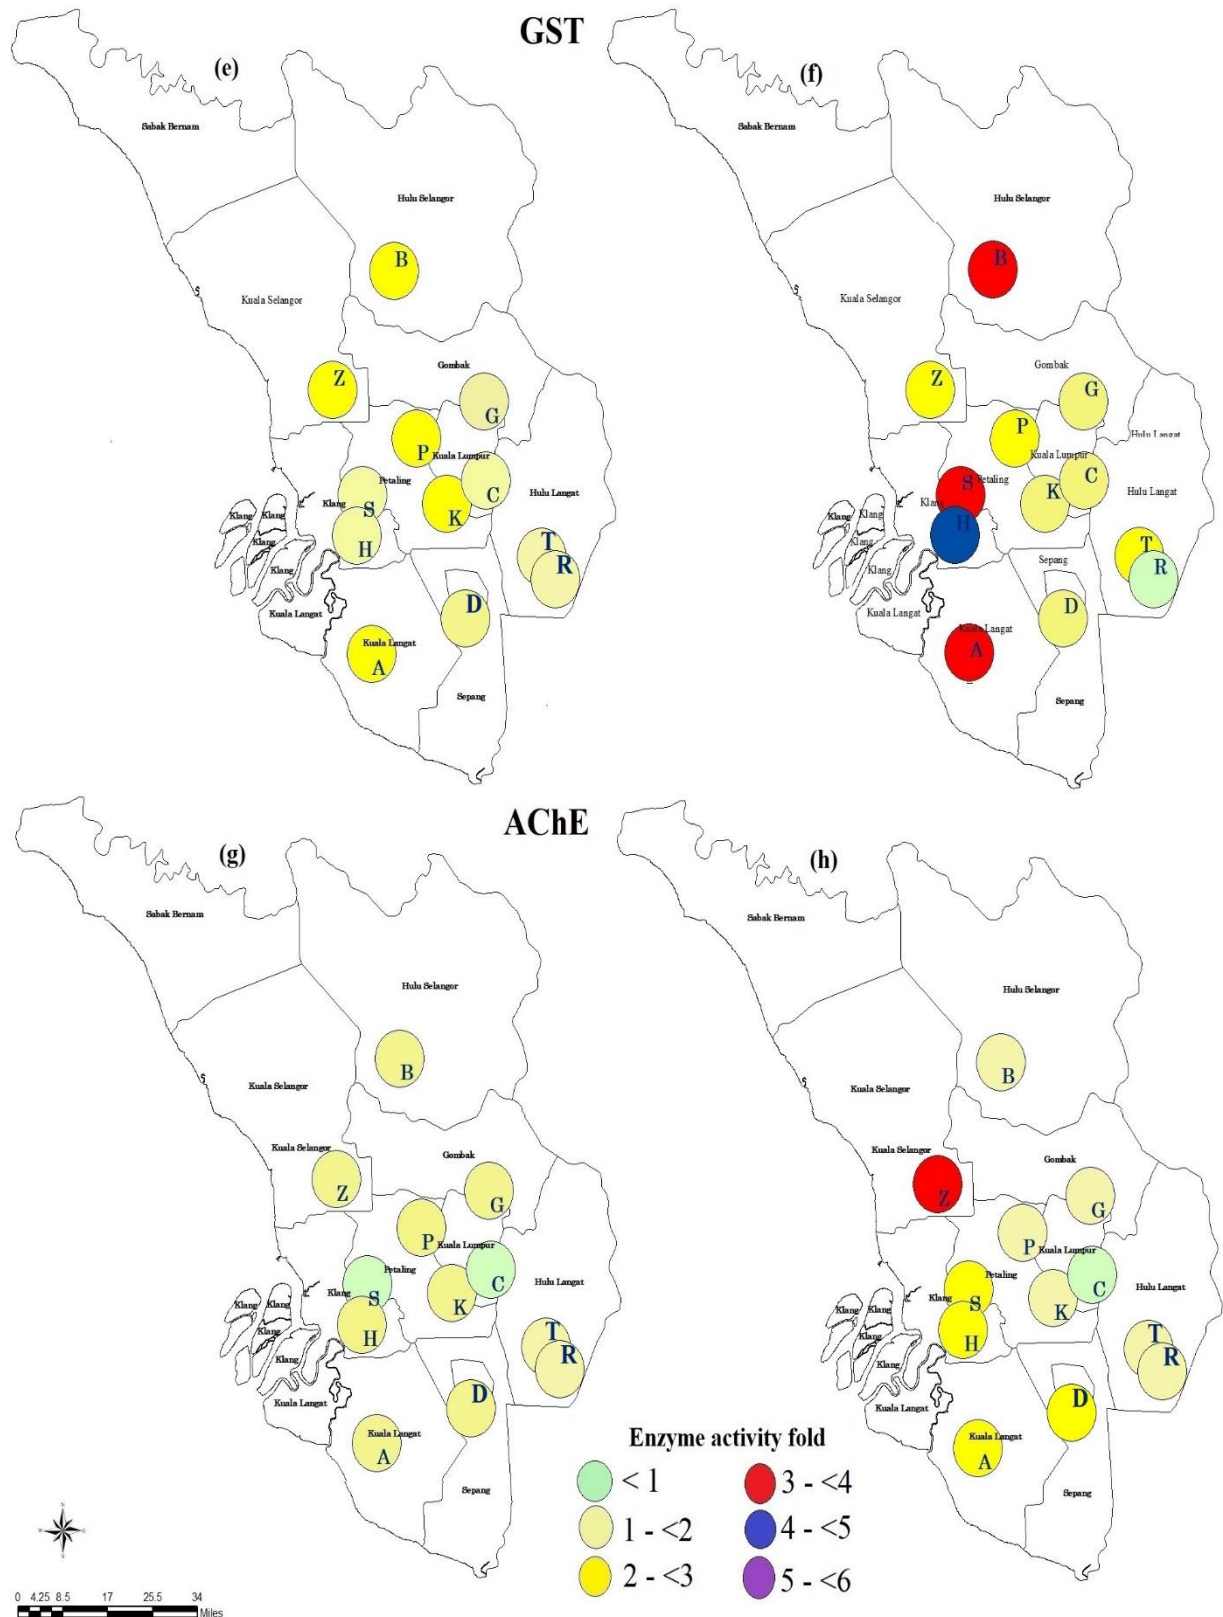 GST
(e)
Sabak Bernam
Hulu Selangor
B
Kuala Selangor
Z
Gombak
G
P
Kuala Lumpur
C
Petaling
S
Klang
K
Hulu Langat
H
Klang
Klang
Klang
Klang
T
R
D
Kuala Langat
Kuala Langat
A
Sepang
(f)
Sabak Bernam
Hulu Selangor
B
Kuala Selangor
Z
Gombak
G
P
Kuala Lumpur
C
Hulu Langat
Petaling
S
Klang
K
Hulu Langat
H
Klang
Klang
Klang
Klang
Sepang
T
R
D
Kuala Langat
Kuala Langat
A
Sepang
AChE
(g)
Sabak Bernam
Hulu Selangor
B
Kuala Selangor
Kuala Selangor
Z
Gombak
G
P
Kuala Lumpur
C
Petaling
S
Klang
K
Hulu Langat
H
Klang
Klang
Klang
Klang
T
R
D
Kuala Langat
Kuala Langat
A
Sepang
(h)
Sabak Bernam
Hulu Selangor
B
Kuala Selangor
Kuala Selangor
Z
Gombak
G
P
Kuala Lumpur
C
Petaling
S
Klang
K
Hulu Langat
H
Klang
Klang
Klang
Klang
T
R
D
Kuala Langat
Kuala Langat
A
Sepang
Enzyme activity fold
< 1
1 - <2
2 - <3
3 - <4
4 - <5
5 - <6
0 4.25 8.5 17 25.5 34
Miles